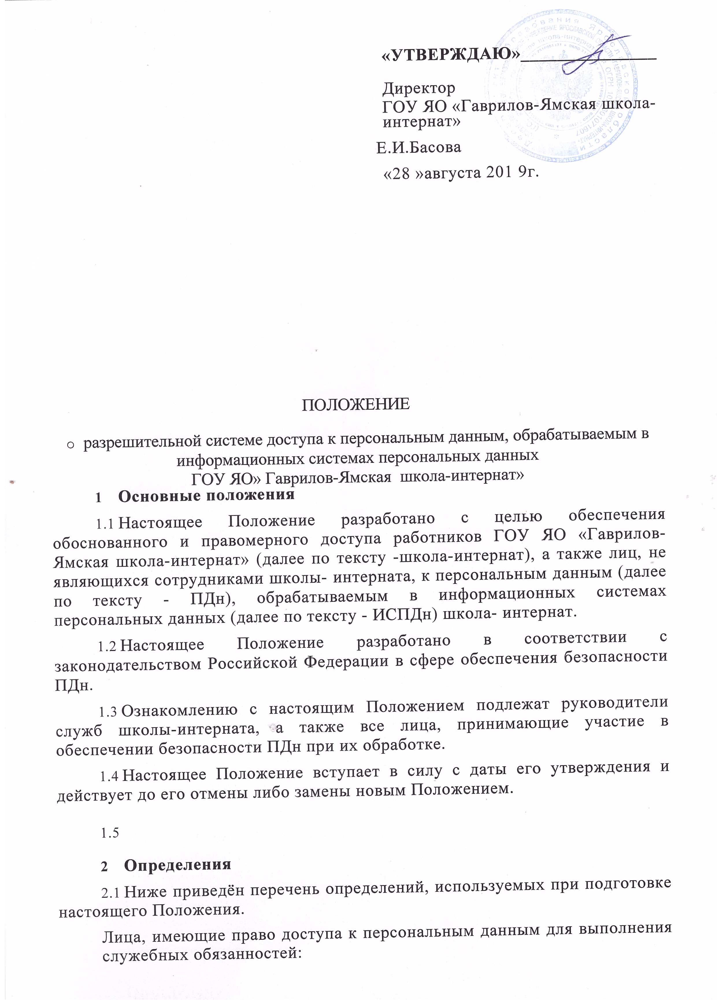 «УТВЕРЖДАЮ»________________
Директор
ГОУ ЯО «Гаврилов-Ямская школа-
интернат»
Е.И.Басова
«28 »августа 201 9г.
ПОЛОЖЕНИЕ
о разрешительной системе доступа к персональным данным, обрабатываемым в
информационных системах персональных данных
ГОУ ЯО» Гаврилов-Ямская школа-интернат»
1 Основные положения
1.1 Настоящее Положение разработано с целью обеспечения
обоснованного и правомерного доступа работников ГОУ ЯО «Гаврилов-
Ямская школа-интернат» (далее по тексту -школа-интернат), а также лиц, не
являющихся сотрудниками школы- интерната, к персональным данным (далее
по тексту - ПДн), обрабатываемым в информационных системах
персональных данных (далее по тексту - ИСПДн) школа- интернат.
1.2 Настоящее Положение разработано в соответствии с
законодательством Российской Федерации в сфере обеспечения безопасности
ПДн.
1.3 Ознакомлению с настоящим Положением подлежат руководители
служб школы-интерната, а также все лица, принимающие участие в
обеспечении безопасности ПДн при их обработке.
1.4 Настоящее Положение вступает в силу с даты его утверждения и
действует до его отмены либо замены новым Положением.
1.5
2 Определения
2.1 Ниже приведён перечень определений, используемых при подготовке
настоящего Положения.
Лица, имеющие право доступа к персональным данным для выполнения
служебных обязанностей: